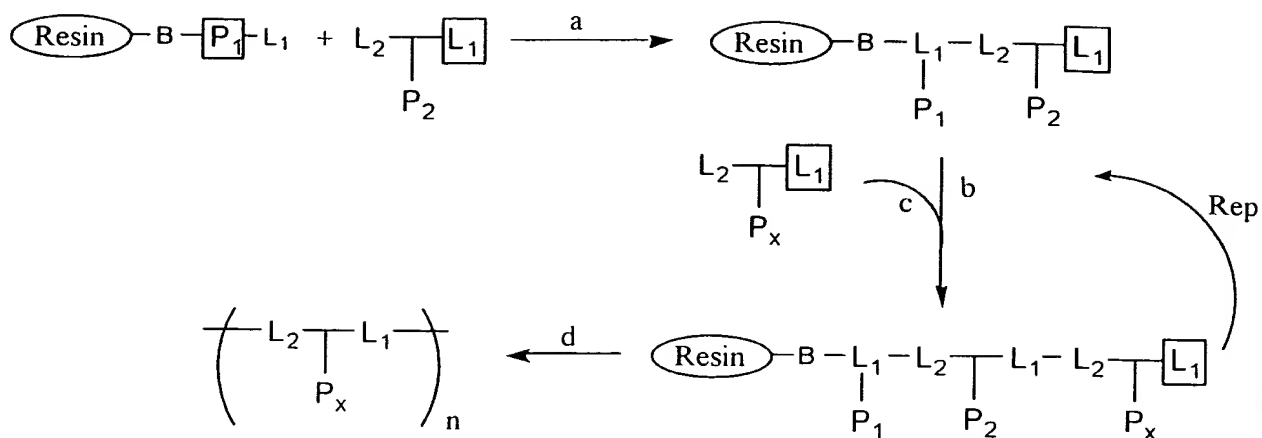 Resin B P₁ L₁ + L₂ L₁ a Resin B L₁ L₂ L₁
P₂ P₁ P₂
L₂ L₁ c b Rep
Pₓ
L₂ L₁ n d Resin B L₁ L₂ L₁ L₂ L₁
Pₓ P₁ P₂ Pₓ